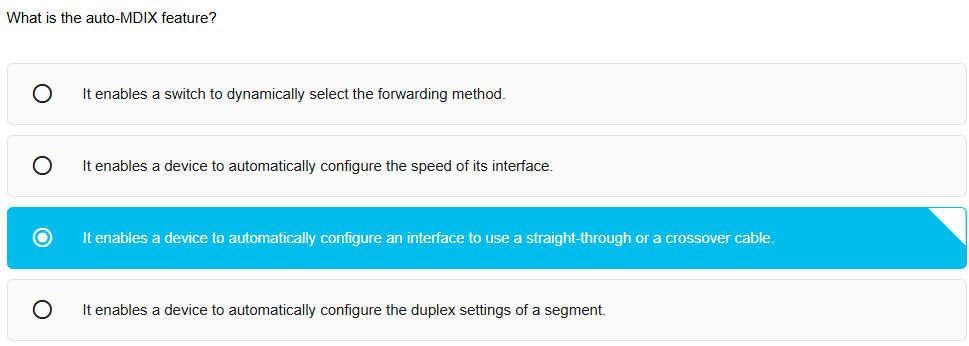 What is the auto-MDIX feature?
It enables a switch to dynamically select the forwarding method.
It enables a device to automatically configure the speed of its interface.
It enables a device to automatically configure an interface to use a straight-through or a crossover cable.
It enables a device to automatically configure the duplex settings of a segment.